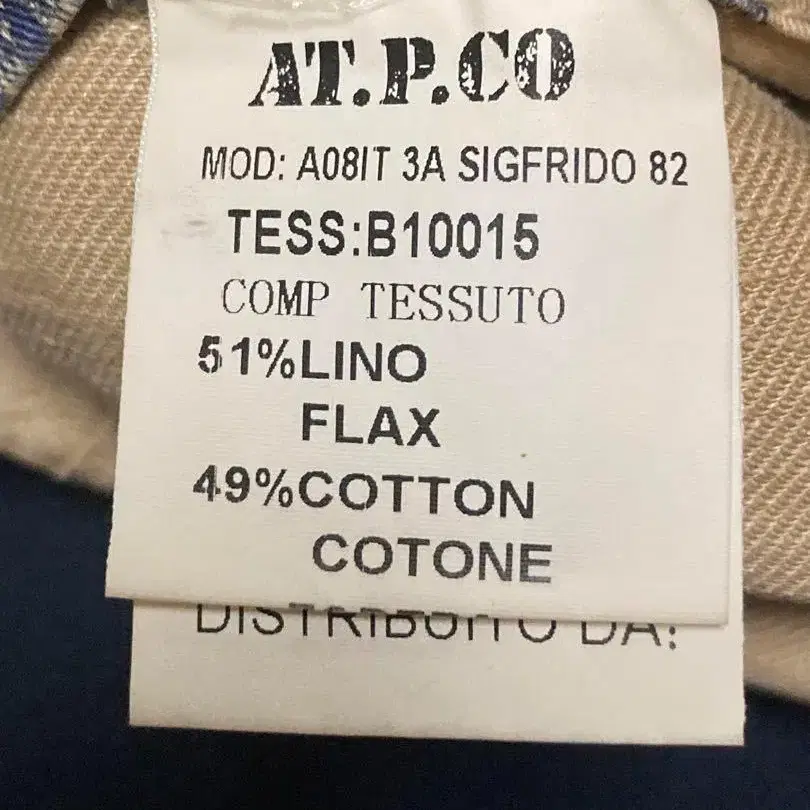 AT.P.CO
MOD: A08IT 3A SIGFRIDO 82
TESS:B10015
COMP TESSUTO
51%LINO
FLAX
49%COTTON
COTONE
DISTRIBUITO DA: